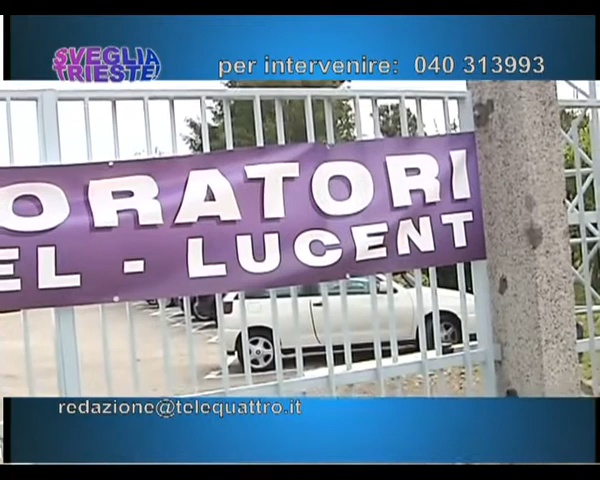 SVEGLIA
TRIESTE
per intervenire: 040 313993
ORATORI
EL - LUCENT
redazione@telequattro.it